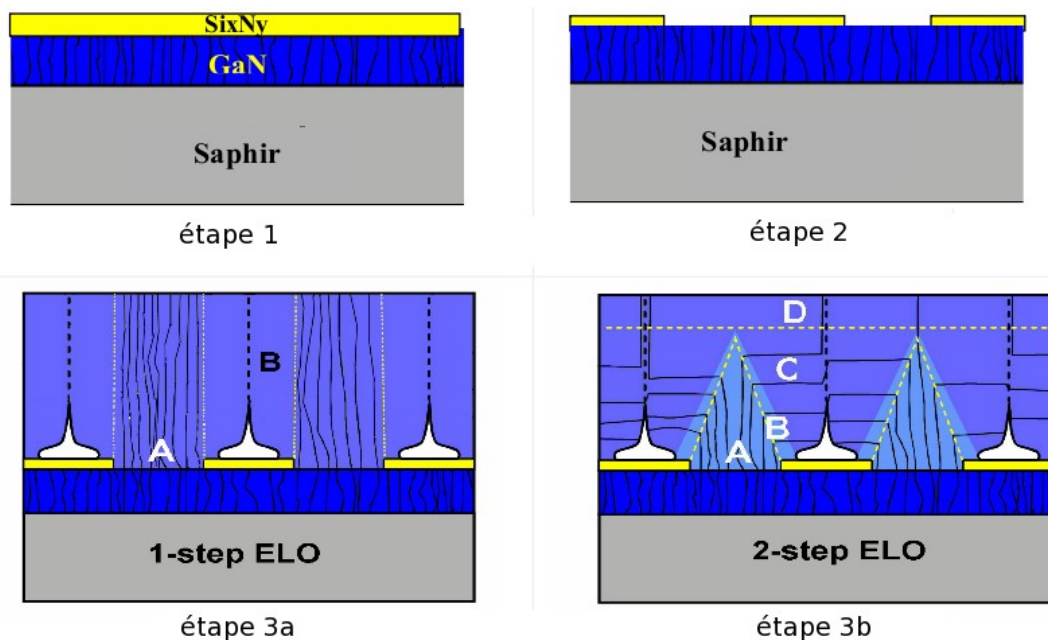 SixNy
GaN
Saphir
étape 1
Saphir
étape 2
B
A
1-step ELO
étape 3a
D
C
B
A
2-step ELO
étape 3b